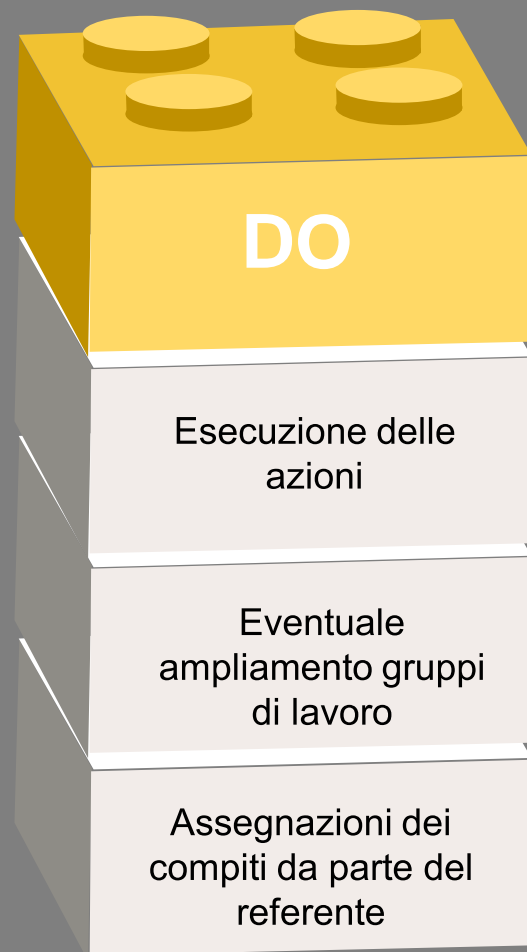 DO
Esecuzione delle
azioni
Eventuale
ampliamento gruppi
di lavoro
Assegnazioni dei
compiti da parte del
referente